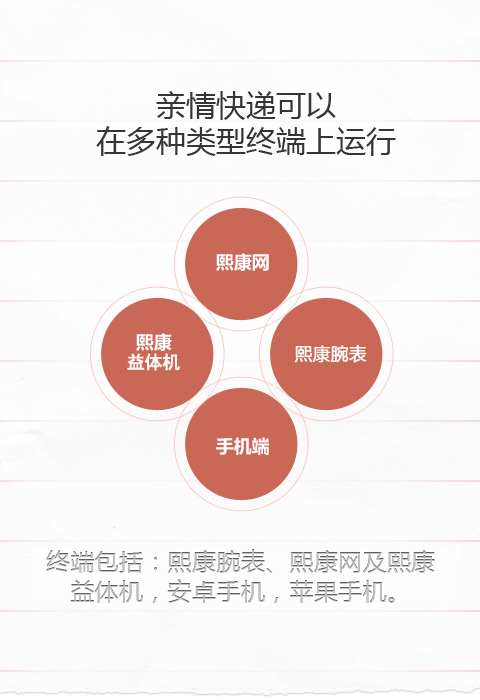 亲情快递可以
在多种类型终端上运行
熙康网
熙康
益体机
熙康腕表
手机端
终端包括：熙康腕表、熙康网及熙康
益体机，安卓手机，苹果手机。